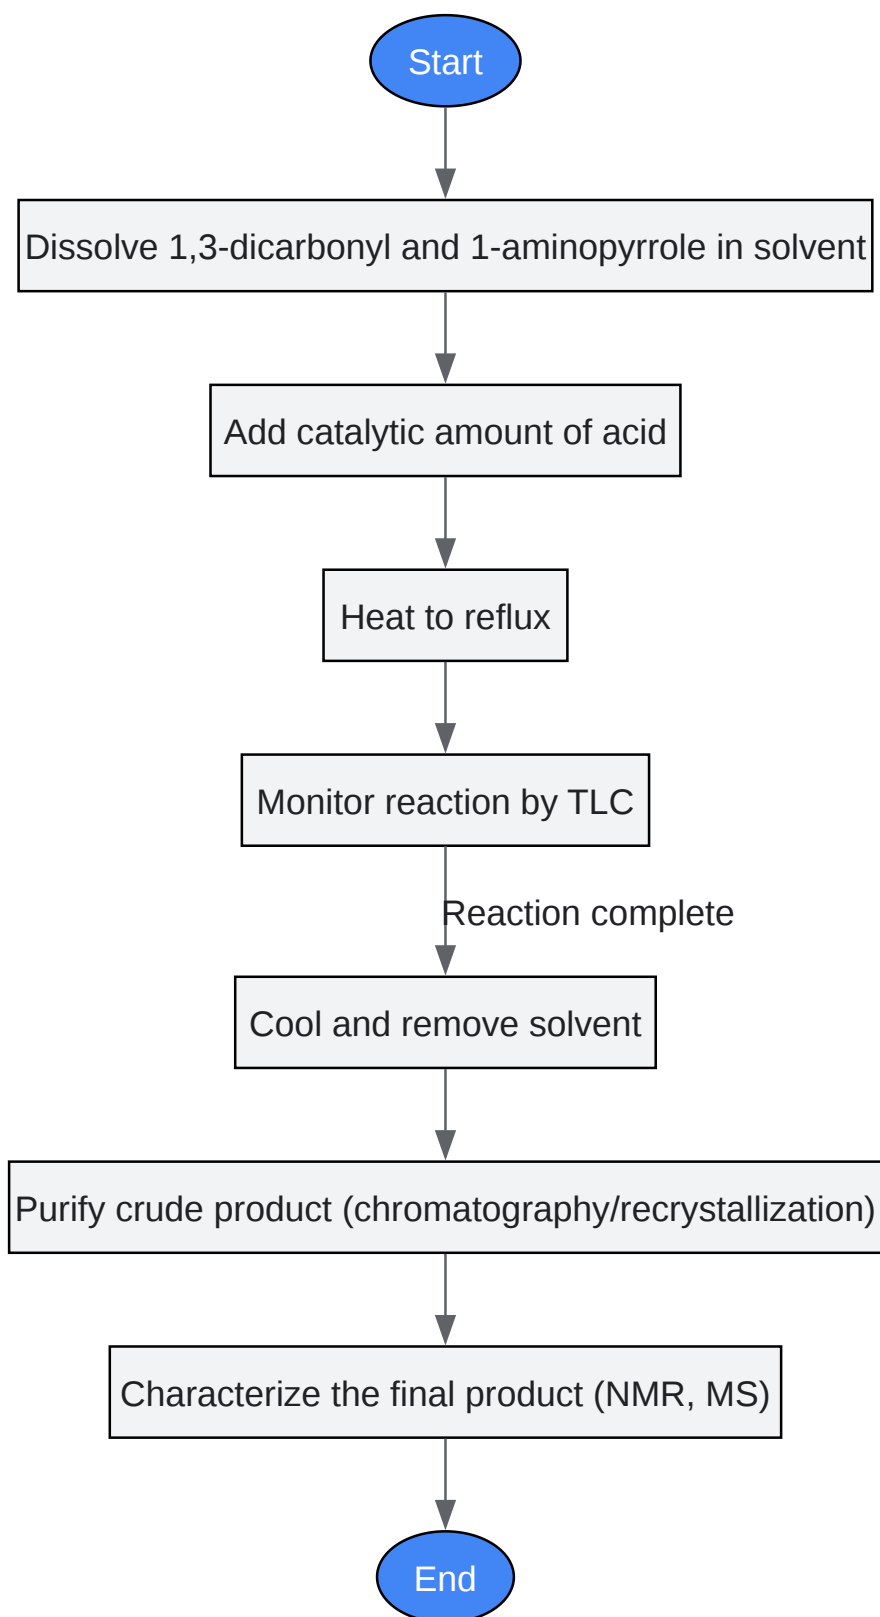 Start
Dissolve 1,3-dicarbonyl and 1-aminopyrrole in solvent
Add catalytic amount of acid
Heat to reflux
Monitor reaction by TLC
Reaction complete
Cool and remove solvent
Purify crude product (chromatography/recrystallization)
Characterize the final product (NMR, MS)
End